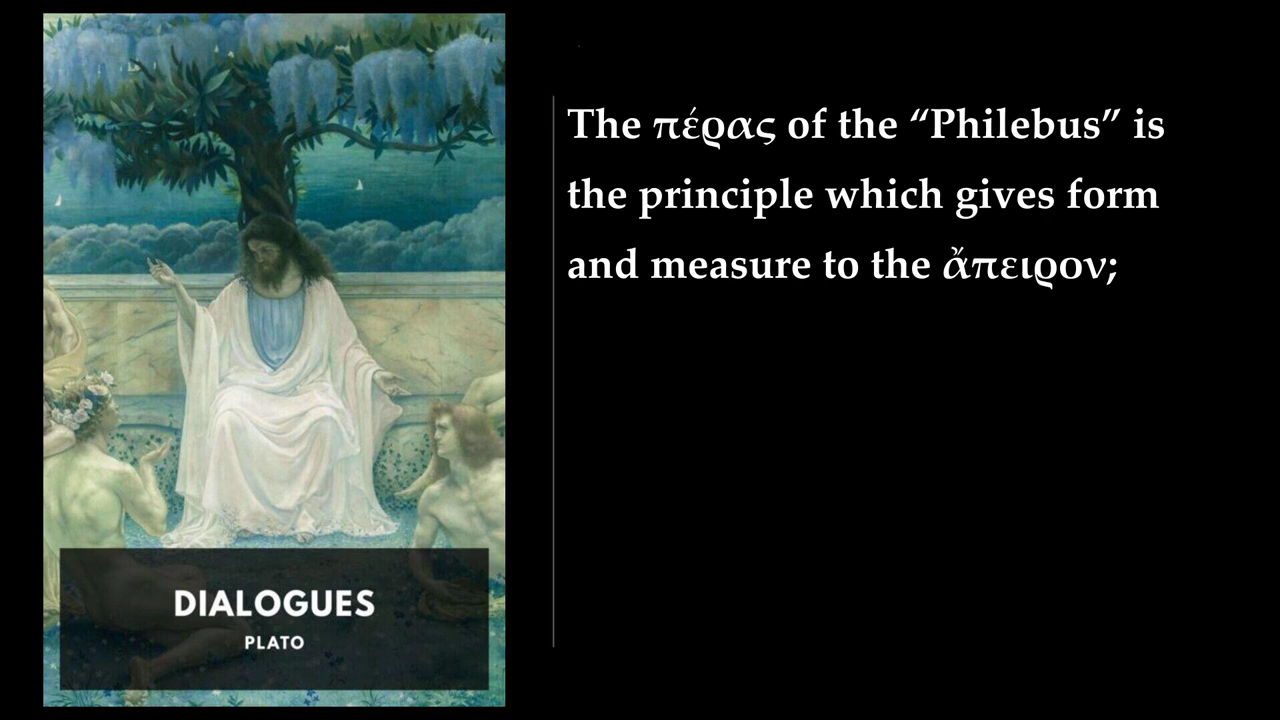 The πέρας of the “Philebus” is
the principle which gives form
and measure to the ἄπειρον;
DIALOGUES
PLATO